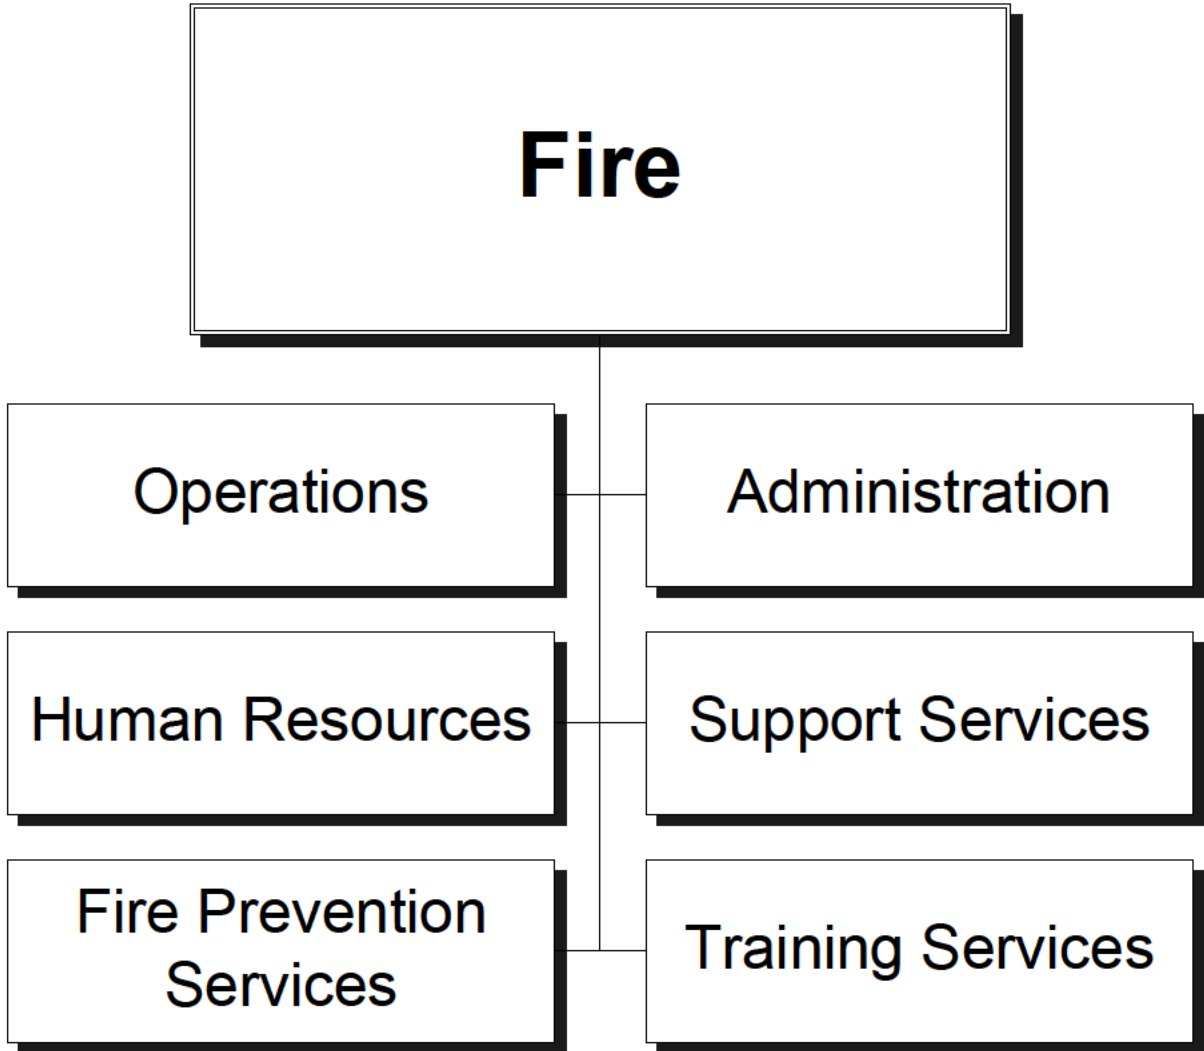 Fire
Operations
Administration
Human Resources
Support Services
Fire Prevention
Services
Training Services